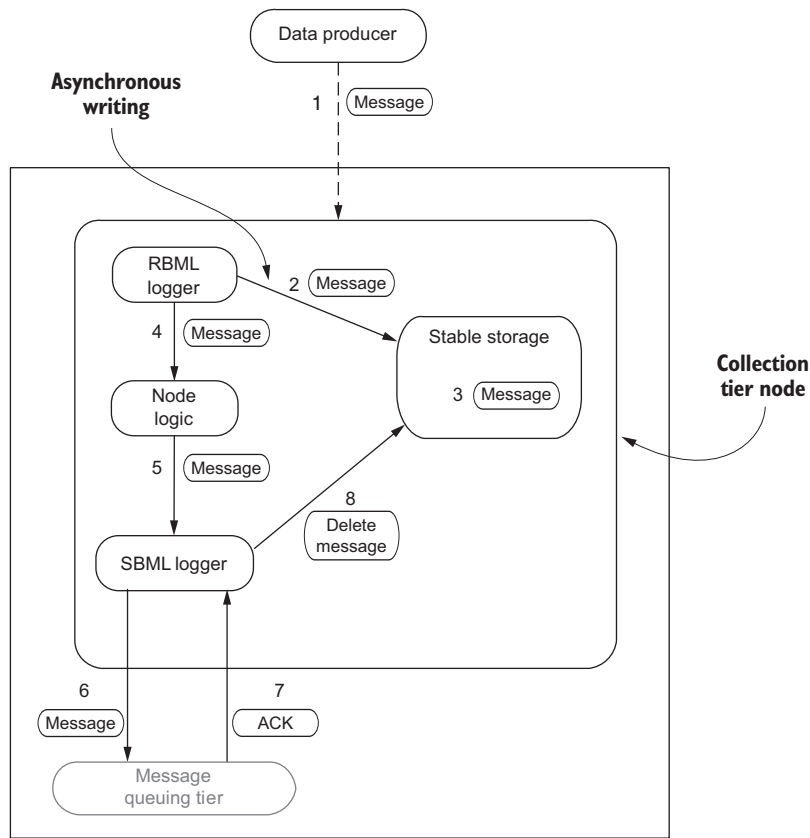 Data producer
Asynchronous
writing
1
Message
RBML
logger
2
Message
4
Message
Stable storage
3
Message
Collection
tier node
Node
logic
5
Message
8
Delete
message
SBML logger
6
Message
7
ACK
Message
queuing tier